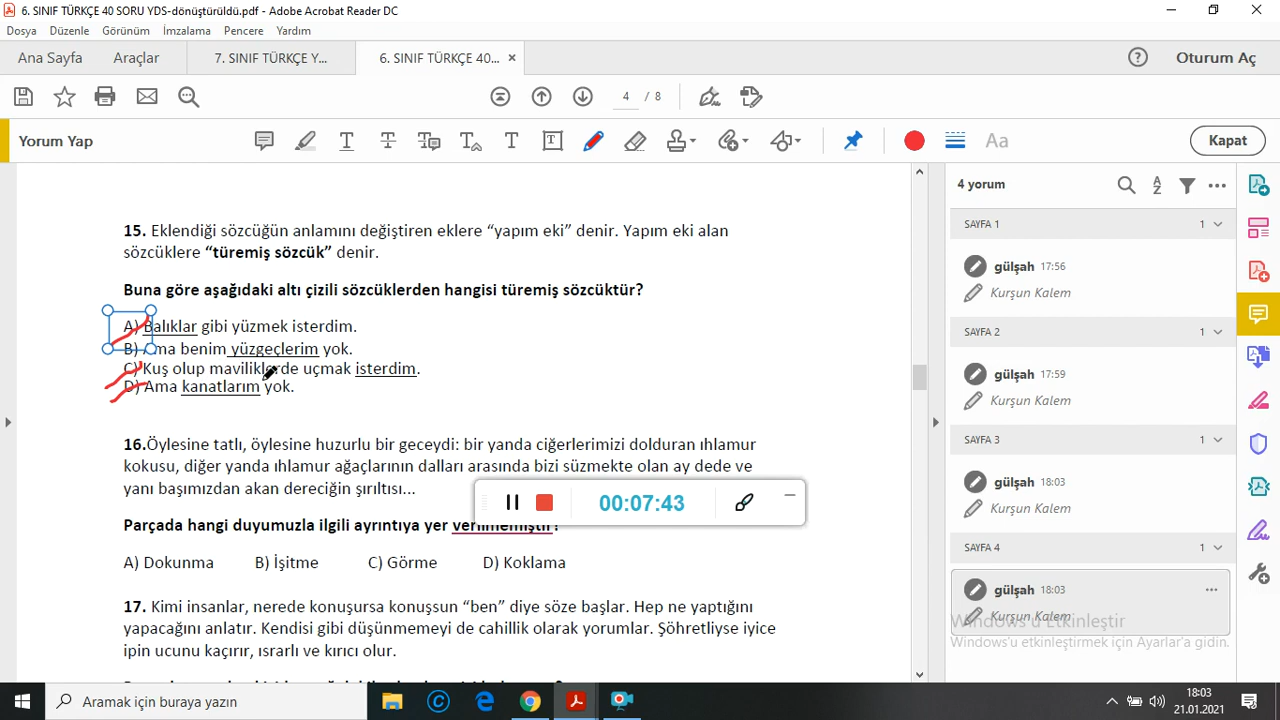 6. SINIF TÜRKÇE 40 SORU YDS-dönüştürüldü.pdf - Adobe Acrobat Reader DC
Dosya Düzenle Görünüm İmzalama Pencere Yardım
Ana Sayfa Araçlar 7. SINIF TÜRKÇE Y... 6. SINIF TÜRKÇE 40... × ? Oturum Aç
4 / 8
Yorum Yap Aa Kapat
15. Eklendiği sözcüğün anlamını değiştiren eklere “yapım eki” denir. Yapım eki alan
sözcüklere “türemiş sözcük” denir.
Buna göre aşağıdaki altı çizili sözcüklerden hangisi türemiş sözcüktür?
A) Balıklar gibi yüzmek isterdim.
B) Ama benim yüzgeçlerim yok.
C) Kuş olup maviliklerde uçmak isterdim.
D) Ama kanatlarım yok.
16.Öylesine tatlı, öylesine huzurlu bir geceydi: bir yanda ciğerlerimizi dolduran ıhlamur
kokusu, diğer yanda ıhlamur ağaçlarının dalları arasında bizi süzmekte olan ay dede ve
yanı başımızdan akan dereciğin şırıltısı...
Parçada hangi duyumuzla ilgili ayrıntıya yer verilmemiştir?
A) Dokunma B) İşitme C) Görme D) Koklama
17. Kimi insanlar, nerede konuşursa konuşsun “ben” diye söze başlar. Hep ne yaptığını
yapacağını anlatır. Kendisi gibi düşünmemeyi de cahillik olarak yorumlar. Şöhretliyse iyice
ipin ucunu kaçırır, ısrarlı ve kırıcı olur.
00:07:43
4 yorum
SAYFA 1 1
gülşah 17:56
Kurşun Kalem
SAYFA 2 1
gülşah 17:59
Kurşun Kalem
SAYFA 3 1
gülşah 18:03
Kurşun Kalem
SAYFA 4 1
gülşah 18:03
Kurşun Kalem
Windows'u Etkinleştir
Windows'u etkinleştirmek için Ayarlar'a gidin.
Aramak için buraya yazın
18:03
21.01.2021